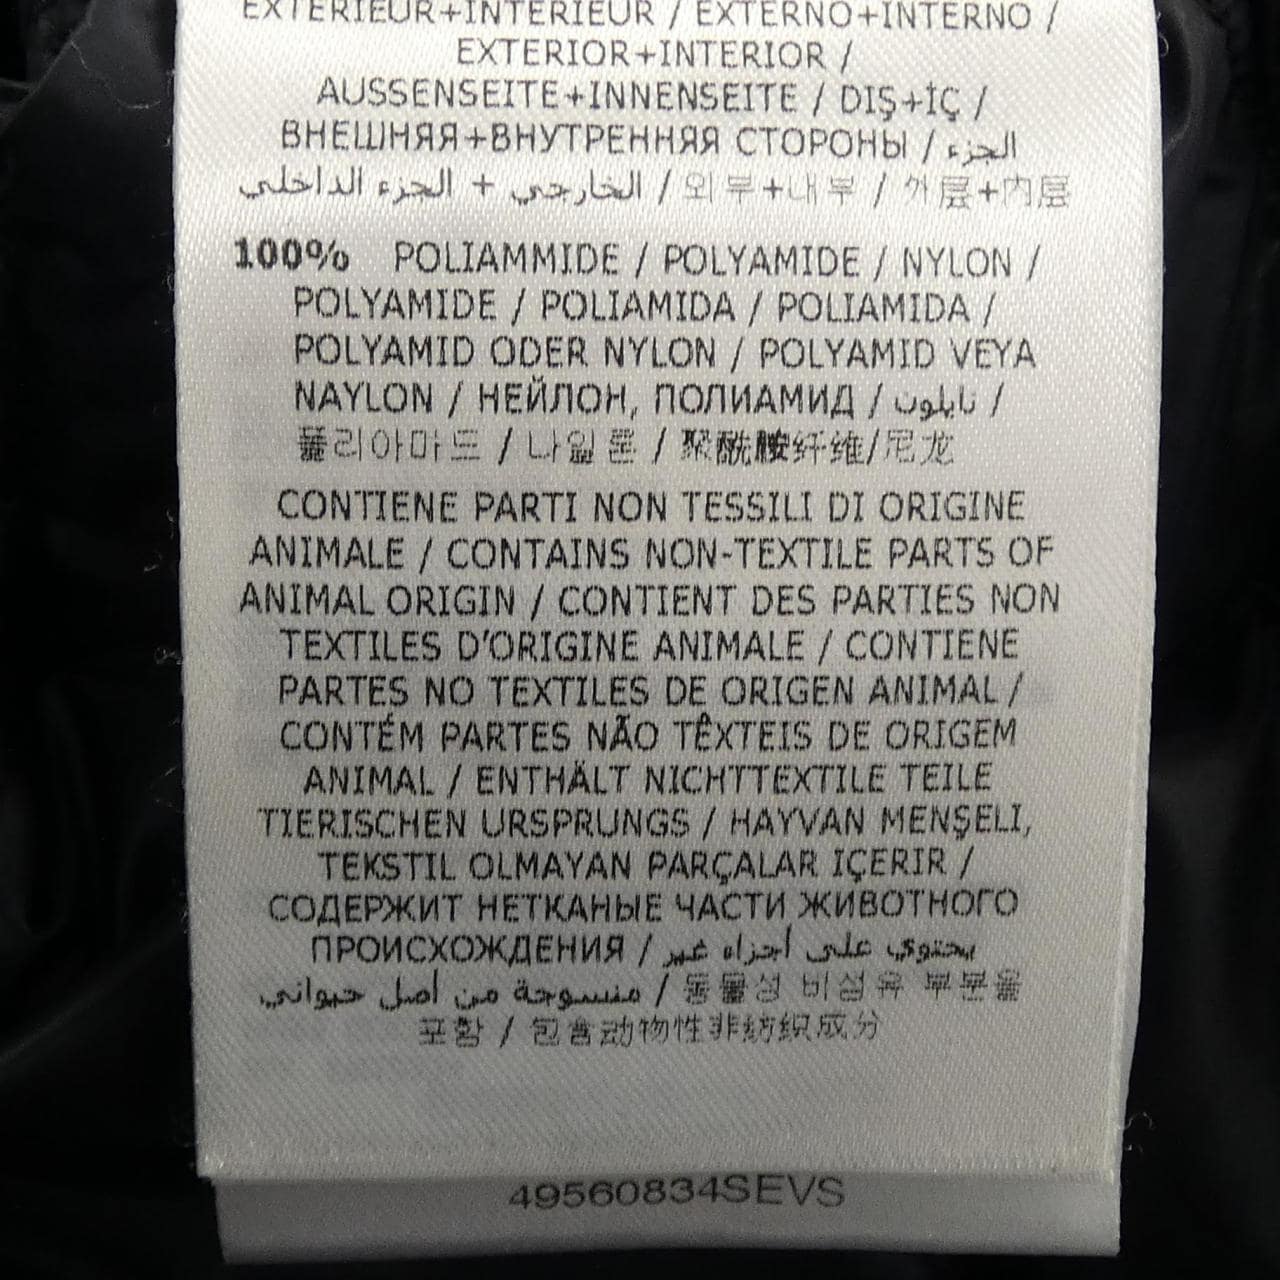 EXTERIEUR+INTERIEUR / EXTERNO+INTERNO /
EXTERIOR+INTERIOR /
AUSSENSEITE+INNENSEITE / DIŞ+İÇ /
ВНЕШНЯЯ+ВНУТРЕННЯЯ СТОРОНЫ / الجزء
الخارجي + الجزء الداخلي / 외부+내부 / 外层+内层
100% POLIAMMIDE / POLYAMIDE / NYLON /
POLYAMIDE / POLIAMIDA / POLIAMIDA /
POLYAMID ODER NYLON / POLYAMID VEYA
NAYLON / НЕЙЛОН, ПОЛИАМИД / نايلون /
폴리아마드 / 나일론 / 聚酰胺纤维/尼龙
CONTIENE PARTI NON TESSILI DI ORIGINE
ANIMALE / CONTAINS NON-TEXTILE PARTS OF
ANIMAL ORIGIN / CONTIENT DES PARTIES NON
TEXTILES D'ORIGINE ANIMALE / CONTIENE
PARTES NO TEXTILES DE ORIGEN ANIMAL /
CONTÉM PARTES NÃO TÊXTEIS DE ORIGEM
ANIMAL / ENTHÄLT NICHTTEXTILE TEILE
TIERISCHEN URSPRUNGS / HAYVAN MENŞELİ,
TEKSTIL OLMAYAN PARÇALAR IÇERIR /
СОДЕРЖИТ НЕТКАНЫЕ ЧАСТИ ЖИВОТНОГО
ПРОИСХОЖДЕНИЯ / يحتوي على أجزاء غير
منسوجة من أصل حيواني / 동물성 비섬유 부분을
포함 / 包含动物性非纺织成分
49560834SEVS